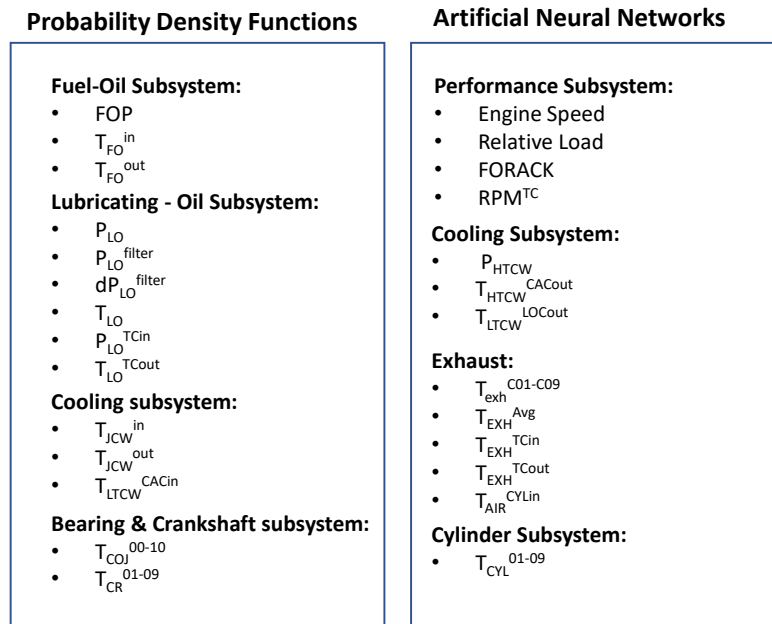 Probability Density Functions
Fuel-Oil Subsystem:
• FOP
• T_FO^in
• T_FO^out
Lubricating - Oil Subsystem:
• P_LO
• P_LO^filter
• dP_LO^filter
• T_LO
• P_LO^TCin
• T_LO^TCout
Cooling subsystem:
• T_JCW^in
• T_JCW^out
• T_LTCW^CACin
Bearing & Crankshaft subsystem:
• T_COJ^00-10
• T_CR^01-09
Artificial Neural Networks
Performance Subsystem:
• Engine Speed
• Relative Load
• FORACK
• RPM^TC
Cooling Subsystem:
• P_HTCW
• T_HTCW^CACout
• T_LTCW^LOCout
Exhaust:
• T_exh^C01-C09
• T_EXH^Avg
• T_EXH^TCin
• T_EXH^TCout
• T_AIR^CYLin
Cylinder Subsystem:
• T_CYL^01-09